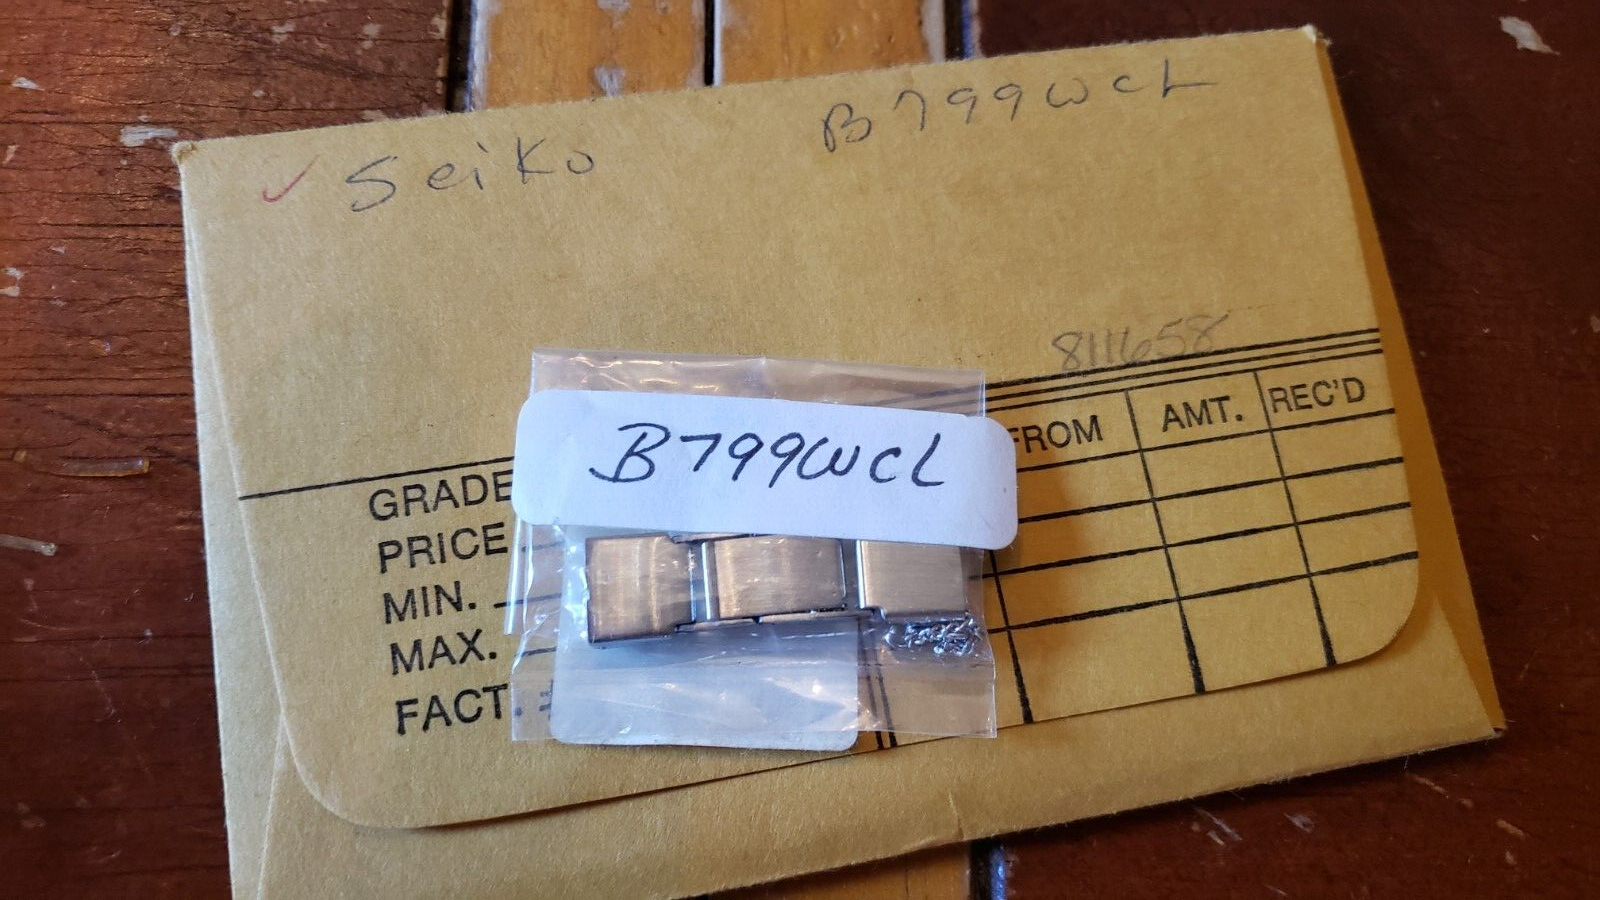 ✓ Seiko B799WCL
811658
FROM AMT. REC'D
B799WCL
GRADE
PRICE
MIN.
MAX.
FACT. #